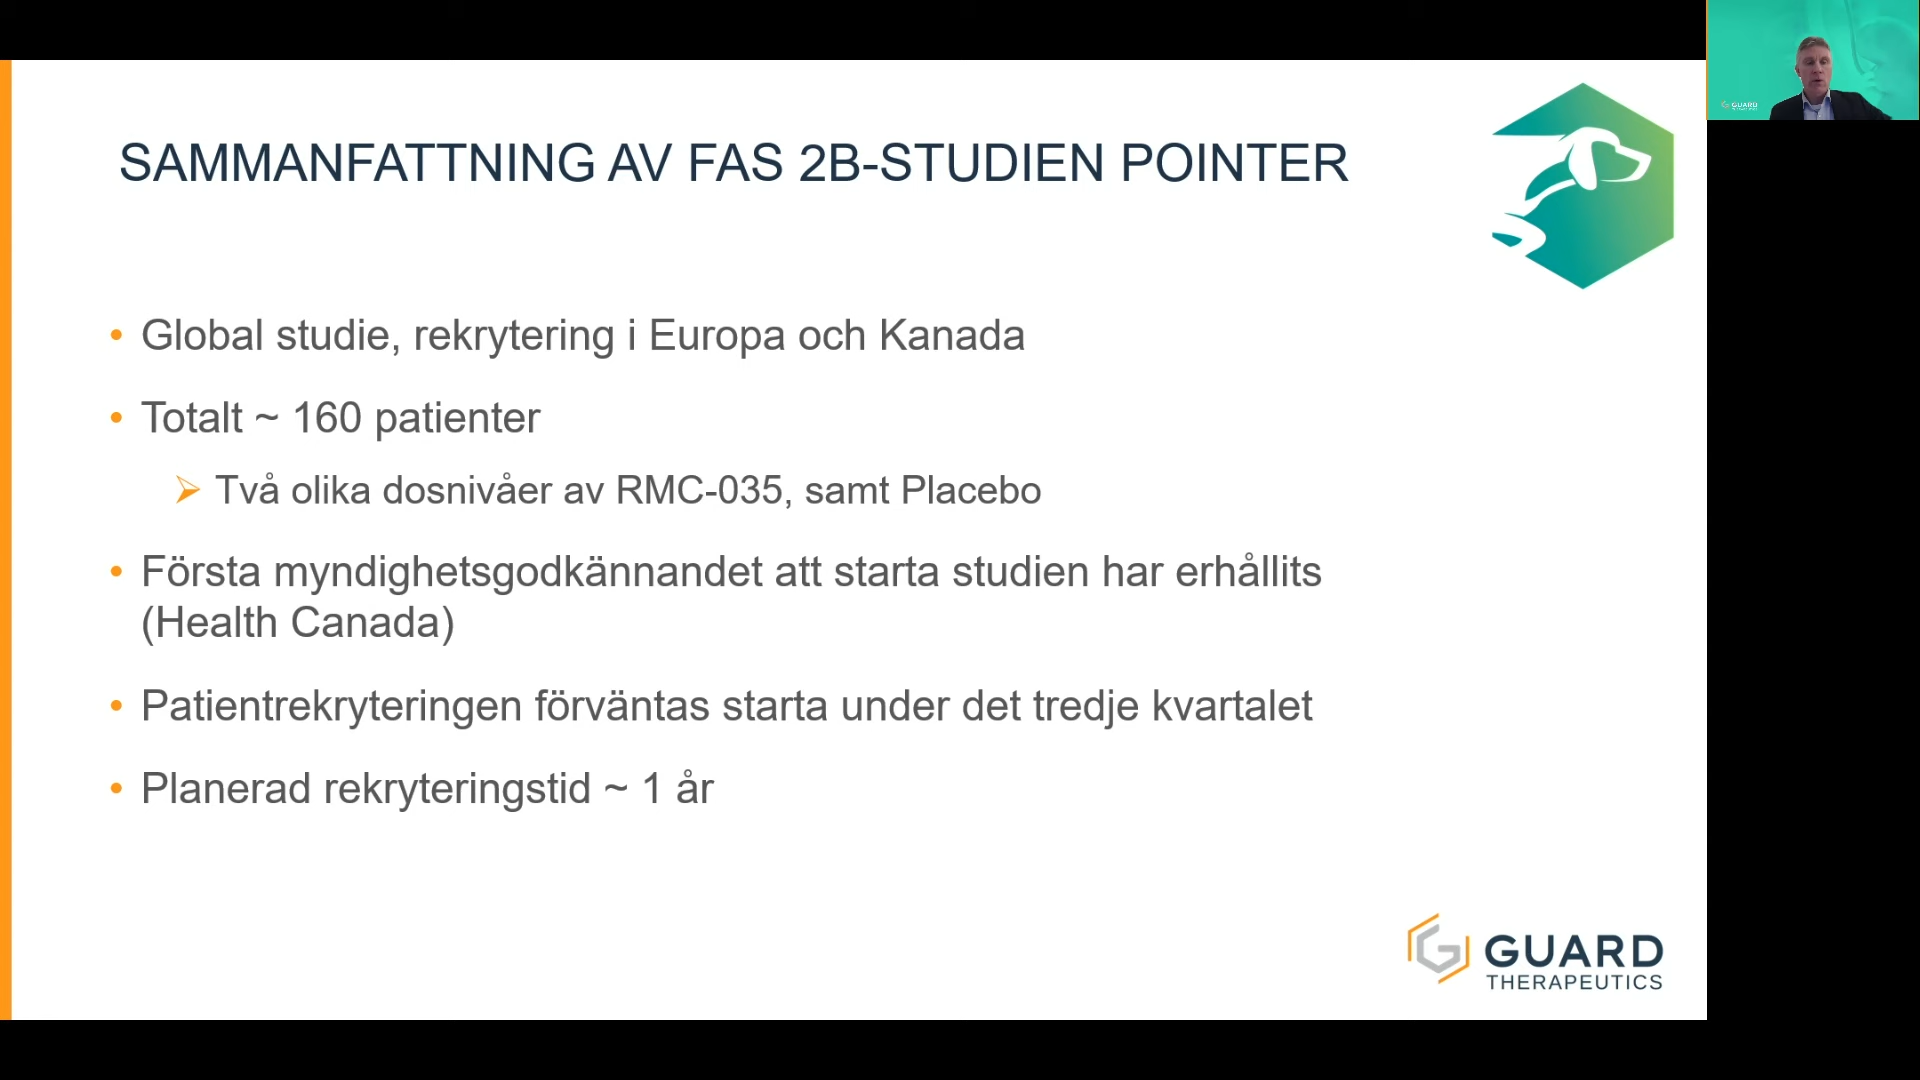 SAMMANFATTNING AV FAS 2B-STUDIEN POINTER
• Global studie, rekrytering i Europa och Kanada
• Totalt ~ 160 patienter
➢ Två olika dosnivåer av RMC-035, samt Placebo
• Första myndighetsgodkännandet att starta studien har erhållits
(Health Canada)
• Patientrekryteringen förväntas starta under det tredje kvartalet
• Planerad rekryteringstid ~ 1 år
GUARD
THERAPEUTICS
GUARD